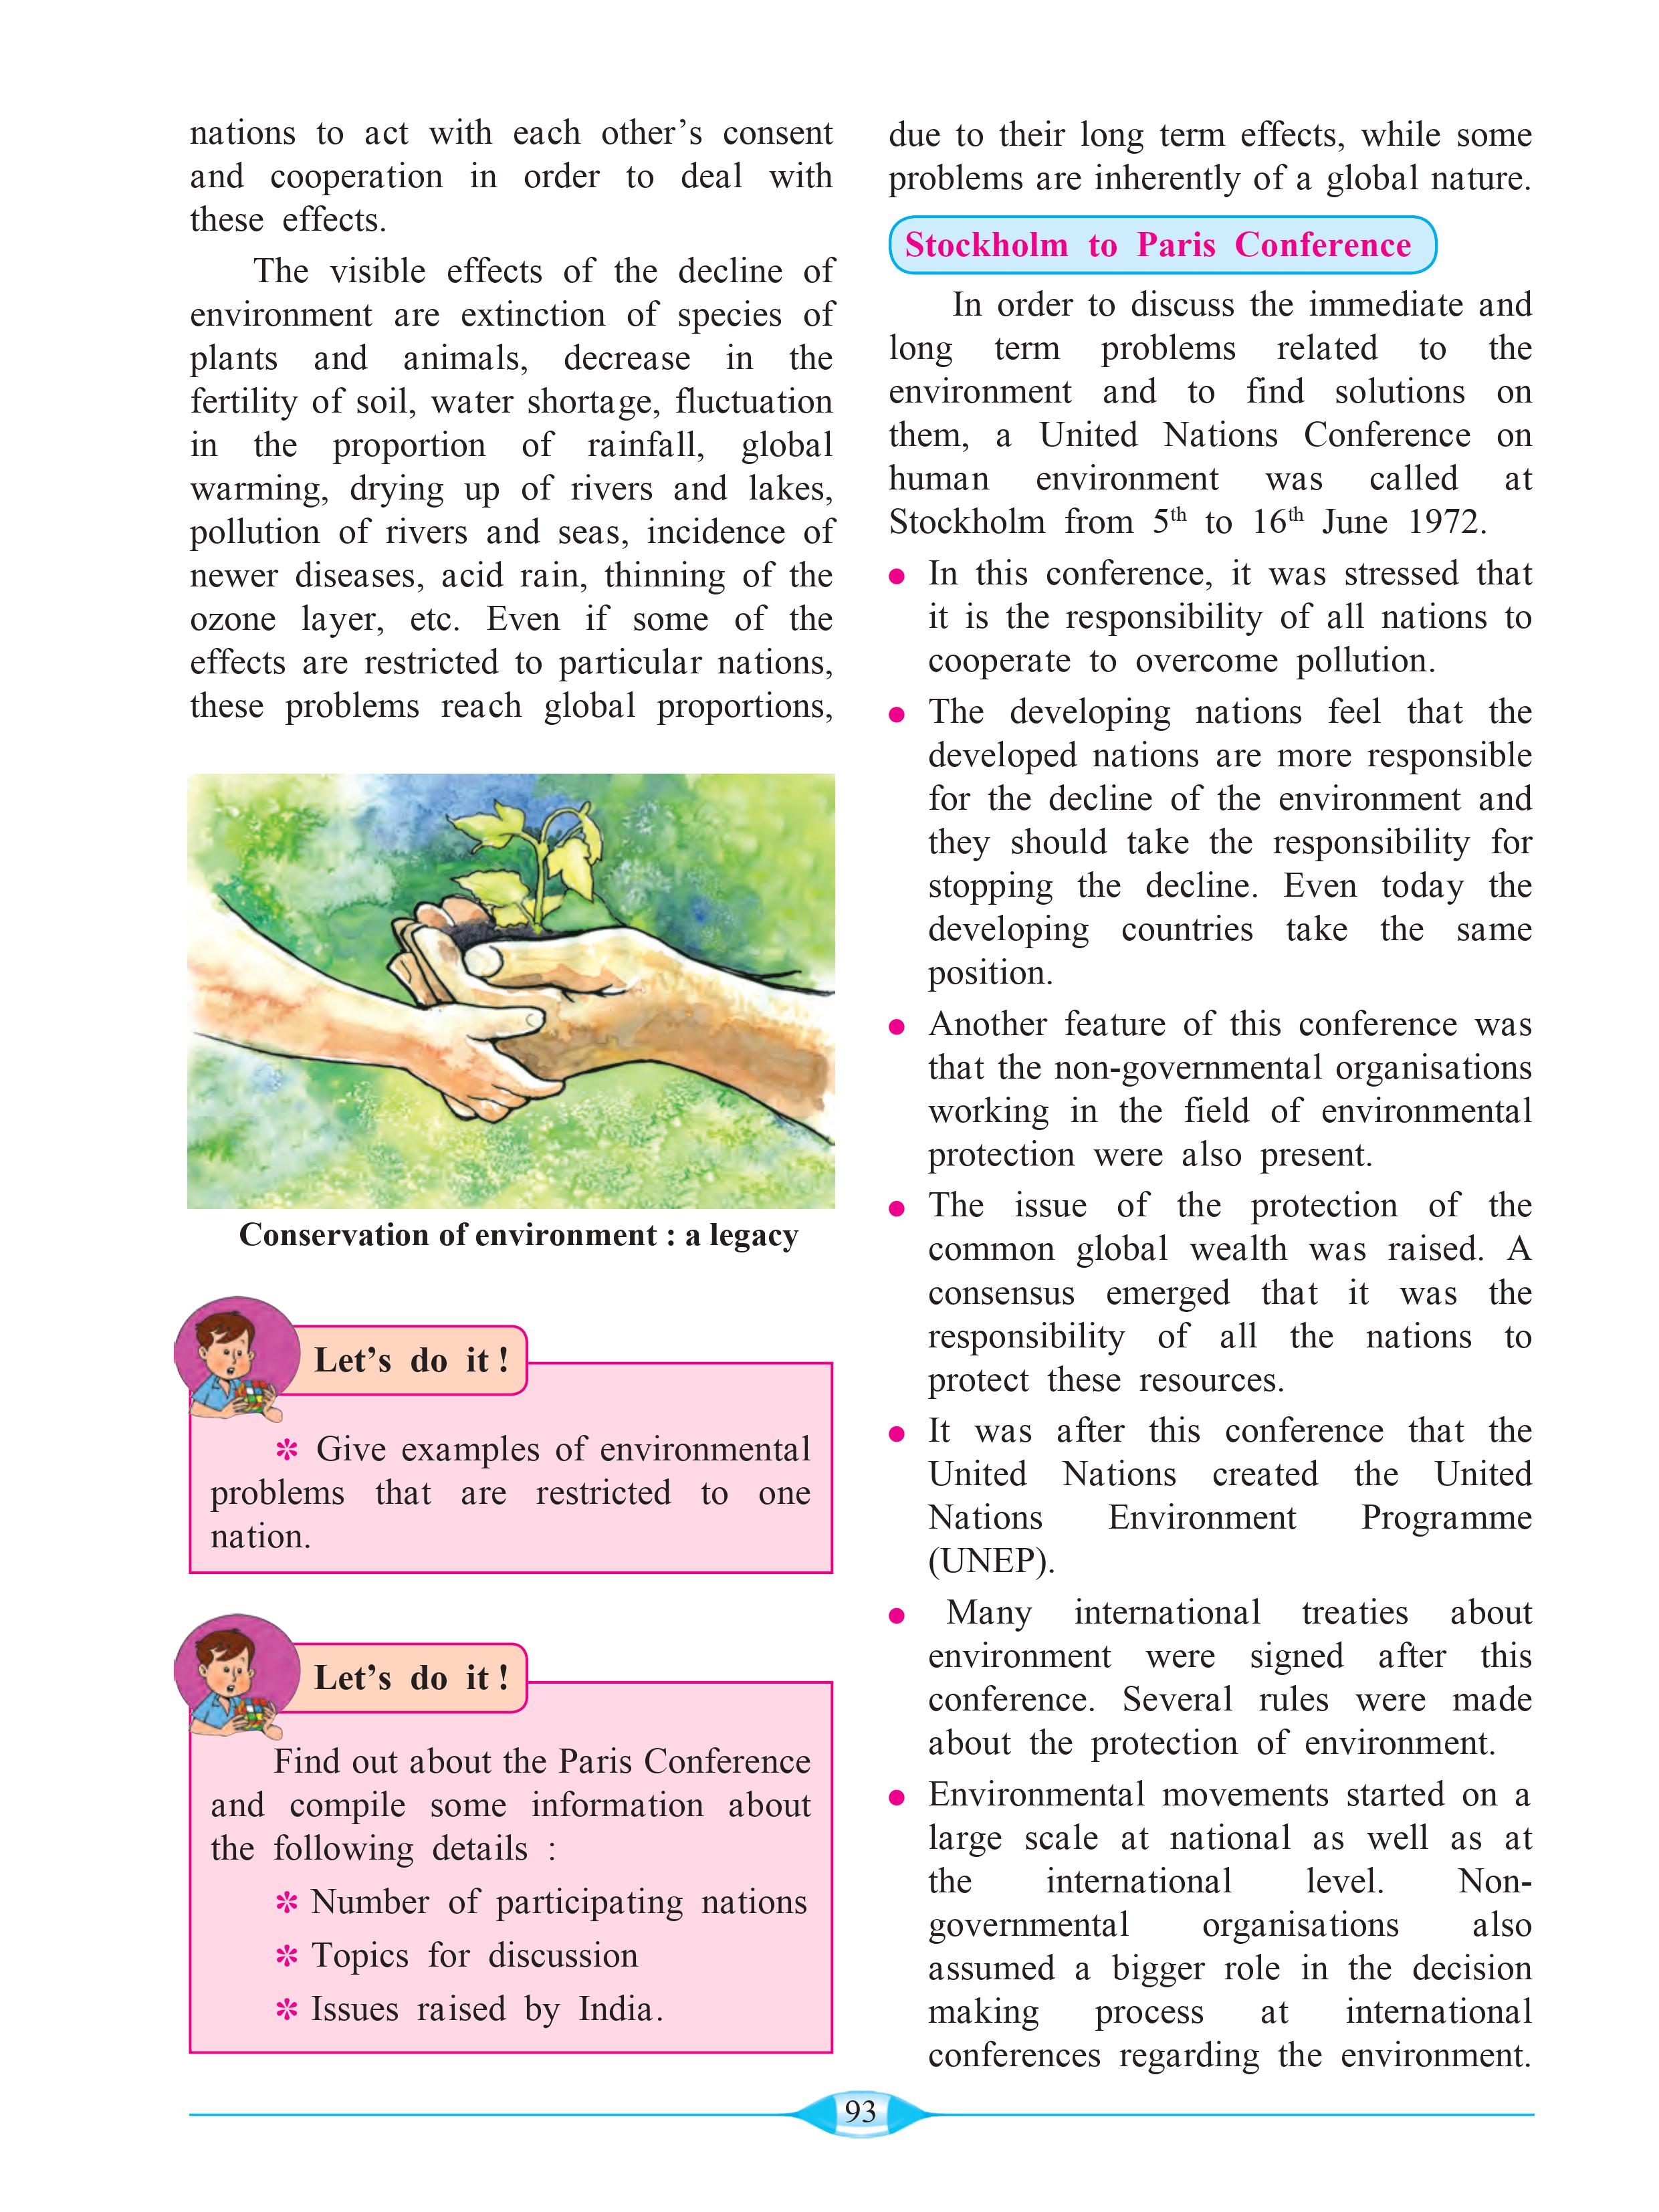 nations to act with each other’s consent
and cooperation in order to deal with
these effects.
The visible effects of the decline of
environment are extinction of species of
plants and animals, decrease in the
fertility of soil, water shortage, fluctuation
in the proportion of rainfall, global
warming, drying up of rivers and lakes,
pollution of rivers and seas, incidence of
newer diseases, acid rain, thinning of the
ozone layer, etc. Even if some of the
effects are restricted to particular nations,
these problems reach global proportions,
Conservation of environment : a legacy
Let’s do it !
✼ Give examples of environmental
problems that are restricted to one
nation.
Let’s do it !
Find out about the Paris Conference
and compile some information about
the following details :
✼ Number of participating nations
✼ Topics for discussion
✼ Issues raised by India.
due to their long term effects, while some
problems are inherently of a global nature.
Stockholm to Paris Conference
In order to discuss the immediate and
long term problems related to the
environment and to find solutions on
them, a United Nations Conference on
human environment was called at
Stockholm from 5th to 16th June 1972.
● In this conference, it was stressed that
it is the responsibility of all nations to
cooperate to overcome pollution.
● The developing nations feel that the
developed nations are more responsible
for the decline of the environment and
they should take the responsibility for
stopping the decline. Even today the
developing countries take the same
position.
● Another feature of this conference was
that the non-governmental organisations
working in the field of environmental
protection were also present.
● The issue of the protection of the
common global wealth was raised. A
consensus emerged that it was the
responsibility of all the nations to
protect these resources.
● It was after this conference that the
United Nations created the United
Nations Environment Programme
(UNEP).
● Many international treaties about
environment were signed after this
conference. Several rules were made
about the protection of environment.
● Environmental movements started on a
large scale at national as well as at
the international level. Non-
governmental organisations also
assumed a bigger role in the decision
making process at international
conferences regarding the environment.
93